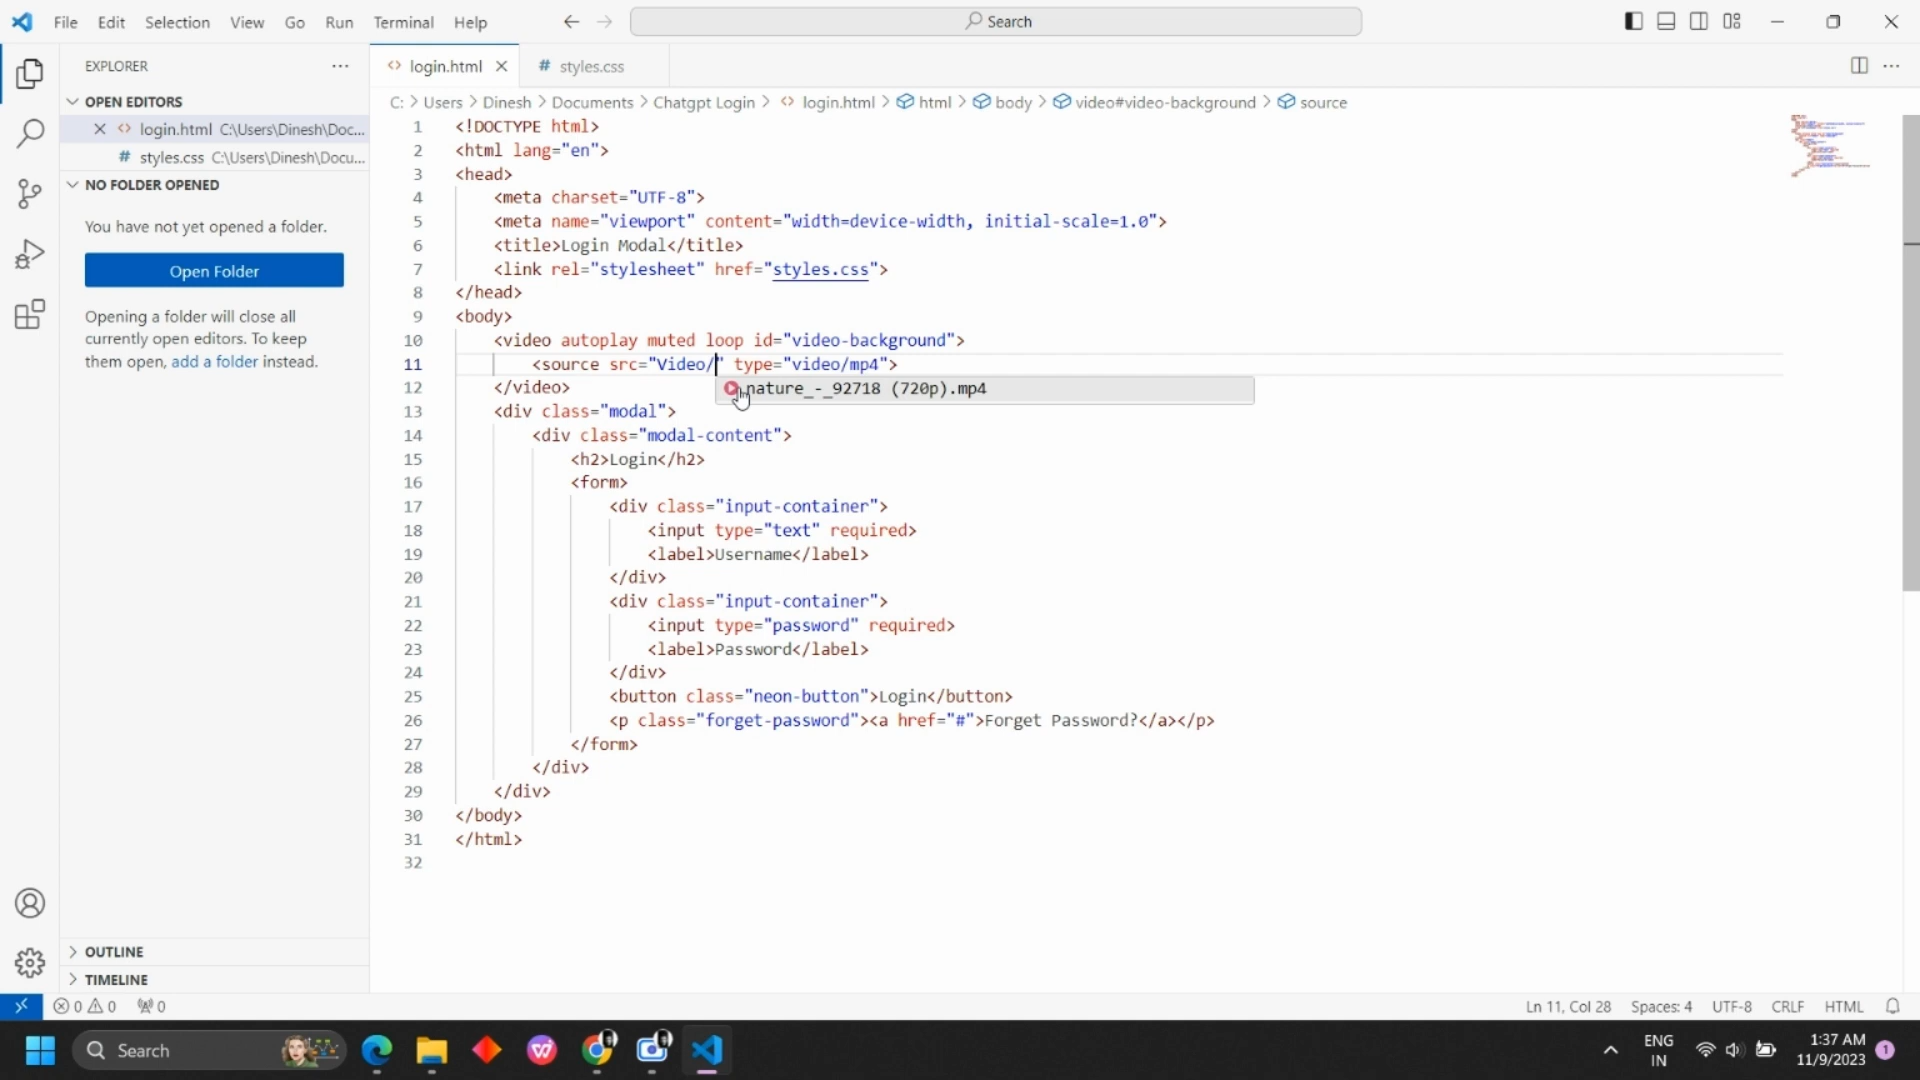 File Edit Selection View Go Run Terminal Help
Search
EXPLORER
login.html
# styles.css
OPEN EDITORS
login.html C:\Users\Dinesh\Doc...
# styles.css C:\Users\Dinesh\Docu...
NO FOLDER OPENED
You have not yet opened a folder.
Open Folder
Opening a folder will close all
currently open editors. To keep
them open, add a folder instead.
OUTLINE
TIMELINE
C: > Users > Dinesh > Documents > Chatgpt Login > login.html > html > body > video#video-background > source
1 <!DOCTYPE html>
2 <html lang="en">
3 <head>
4 <meta charset="UTF-8">
5 <meta name="viewport" content="width=device-width, initial-scale=1.0">
6 <title>Login Modal</title>
7 <link rel="stylesheet" href="styles.css">
8 </head>
9 <body>
10 <video autoplay muted loop id="video-background">
11 <source src="Video/" type="video/mp4">
nature_-_92718 (720p).mp4
12 </video>
13 <div class="modal">
14 <div class="modal-content">
15 <h2>Login</h2>
16 <form>
17 <div class="input-container">
18 <input type="text" required>
19 <label>Username</label>
20 </div>
21 <div class="input-container">
22 <input type="password" required>
23 <label>Password</label>
24 </div>
25 <button class="neon-button">Login</button>
26 <p class="forget-password"><a href="#">Forget Password?</a></p>
27 </form>
28 </div>
29 </div>
30 </body>
31 </html>
32
0 0 0
Ln 11, Col 28 Spaces: 4 UTF-8 CRLF HTML
Search
ENG
IN
1:37 AM
11/9/2023
1